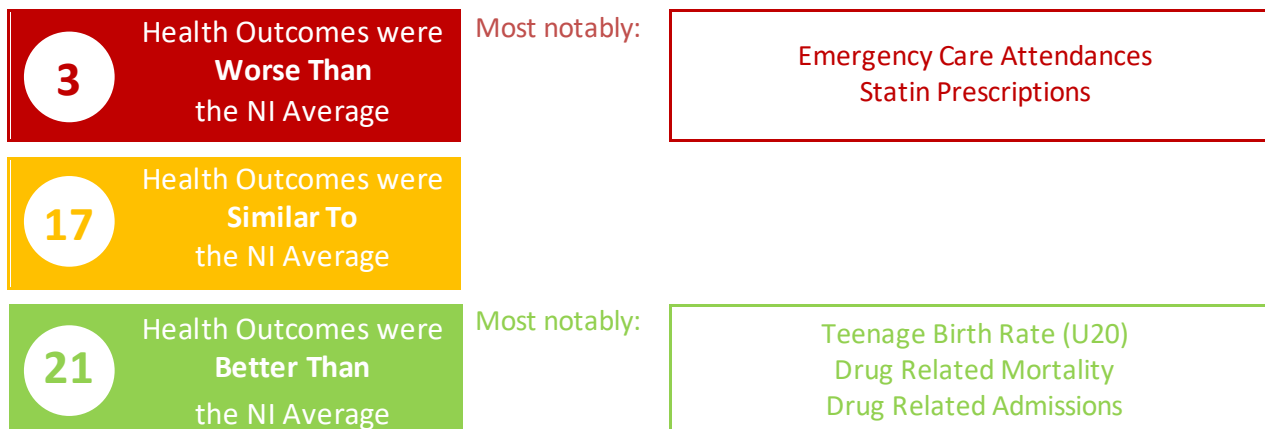 3
Health Outcomes were
Worse Than
the NI Average
Most notably:
Emergency Care Attendances
Statin Prescriptions
17
Health Outcomes were
Similar To
the NI Average
21
Health Outcomes were
Better Than
the NI Average
Most notably:
Teenage Birth Rate (U20)
Drug Related Mortality
Drug Related Admissions